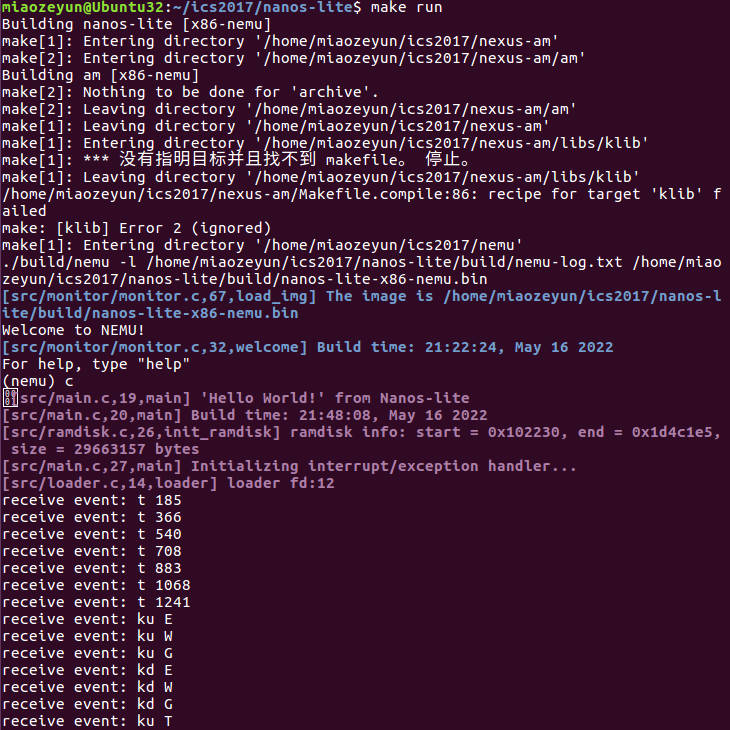 miaozeyun@Ubuntu32:~/ics2017/nanos-lite$ make run
Building nanos-lite [x86-nemu]
make[1]: Entering directory '/home/miaozeyun/ics2017/nexus-am'
make[2]: Entering directory '/home/miaozeyun/ics2017/nexus-am/am'
Building am [x86-nemu]
make[2]: Nothing to be done for 'archive'.
make[2]: Leaving directory '/home/miaozeyun/ics2017/nexus-am/am'
make[1]: Leaving directory '/home/miaozeyun/ics2017/nexus-am'
make[1]: Entering directory '/home/miaozeyun/ics2017/nexus-am/libs/klib'
make[1]: *** 没有指明目标并且找不到 makefile。 停止。
make[1]: Leaving directory '/home/miaozeyun/ics2017/nexus-am/libs/klib'
/home/miaozeyun/ics2017/nexus-am/Makefile.compile:86: recipe for target 'klib' f
ailed
make: [klib] Error 2 (ignored)
make[1]: Entering directory '/home/miaozeyun/ics2017/nemu'
./build/nemu -l /home/miaozeyun/ics2017/nanos-lite/build/nemu-log.txt /home/miao
zeyun/ics2017/nanos-lite/build/nanos-lite-x86-nemu.bin
[src/monitor/monitor.c,67,load_img] The image is /home/miaozeyun/ics2017/nanos-l
ite/build/nanos-lite-x86-nemu.bin
Welcome to NEMU!
[src/monitor/monitor.c,32,welcome] Build time: 21:22:24, May 16 2022
For help, type "help"
(nemu) c
[src/main.c,19,main] 'Hello World!' from Nanos-lite
[src/main.c,20,main] Build time: 21:48:08, May 16 2022
[src/ramdisk.c,26,init_ramdisk] ramdisk info: start = 0x102230, end = 0x1d4c1e5,
 size = 29663157 bytes
[src/main.c,27,main] Initializing interrupt/exception handler...
[src/loader.c,14,loader] loader fd:12
receive event: t 185
receive event: t 366
receive event: t 540
receive event: t 708
receive event: t 883
receive event: t 1068
receive event: t 1241
receive event: ku E
receive event: ku W
receive event: ku G
receive event: kd E
receive event: kd W
receive event: kd G
receive event: ku T